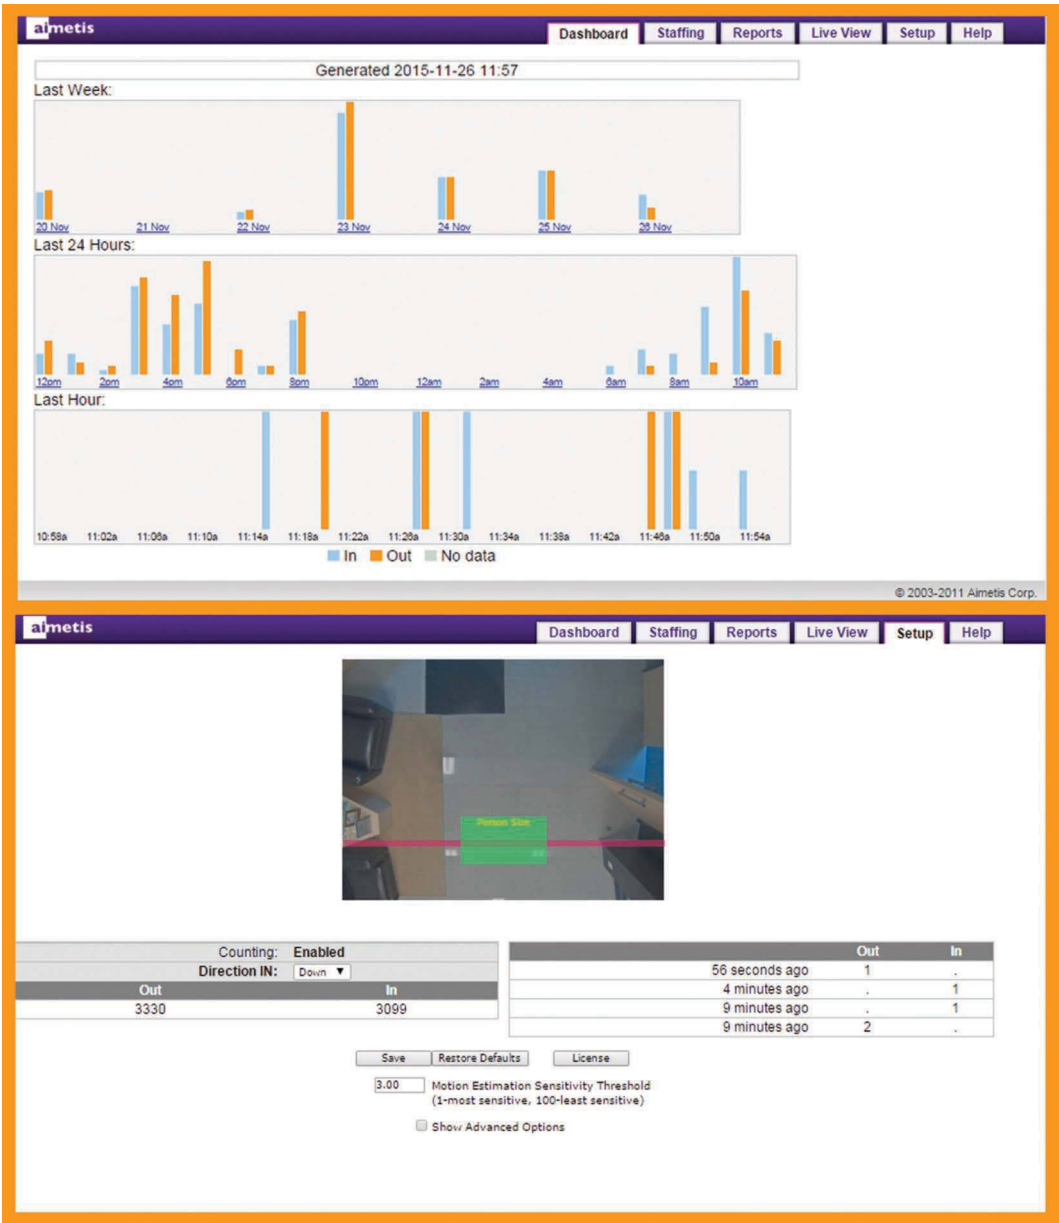 aimetis
Dashboard Staffing Reports Live View Setup Help
Generated 2015-11-26 11:57
Last Week:
20 Nov 21 Nov 22 Nov 23 Nov 24 Nov 25 Nov 26 Nov
Last 24 Hours:
12pm 2pm 4pm 6pm 8pm 10pm 12am 2am 4am 6am 8am 10am
Last Hour:
10:58a 11:02a 11:06a 11:10a 11:14a 11:18a 11:22a 11:26a 11:30a 11:34a 11:38a 11:42a 11:46a 11:50a 11:54a
In Out No data
© 2003-2011 Aimetis Corp.
aimetis
Dashboard Staffing Reports Live View Setup Help
Person Size
Counting: Enabled
Direction IN: Down ▼
Out In
3330 3099
Out In
56 seconds ago 1 .
4 minutes ago . 1
9 minutes ago . 1
9 minutes ago 2 .
Save Restore Defaults License
3.00 Motion Estimation Sensitivity Threshold
(1-most sensitive, 100-least sensitive)
Show Advanced Options